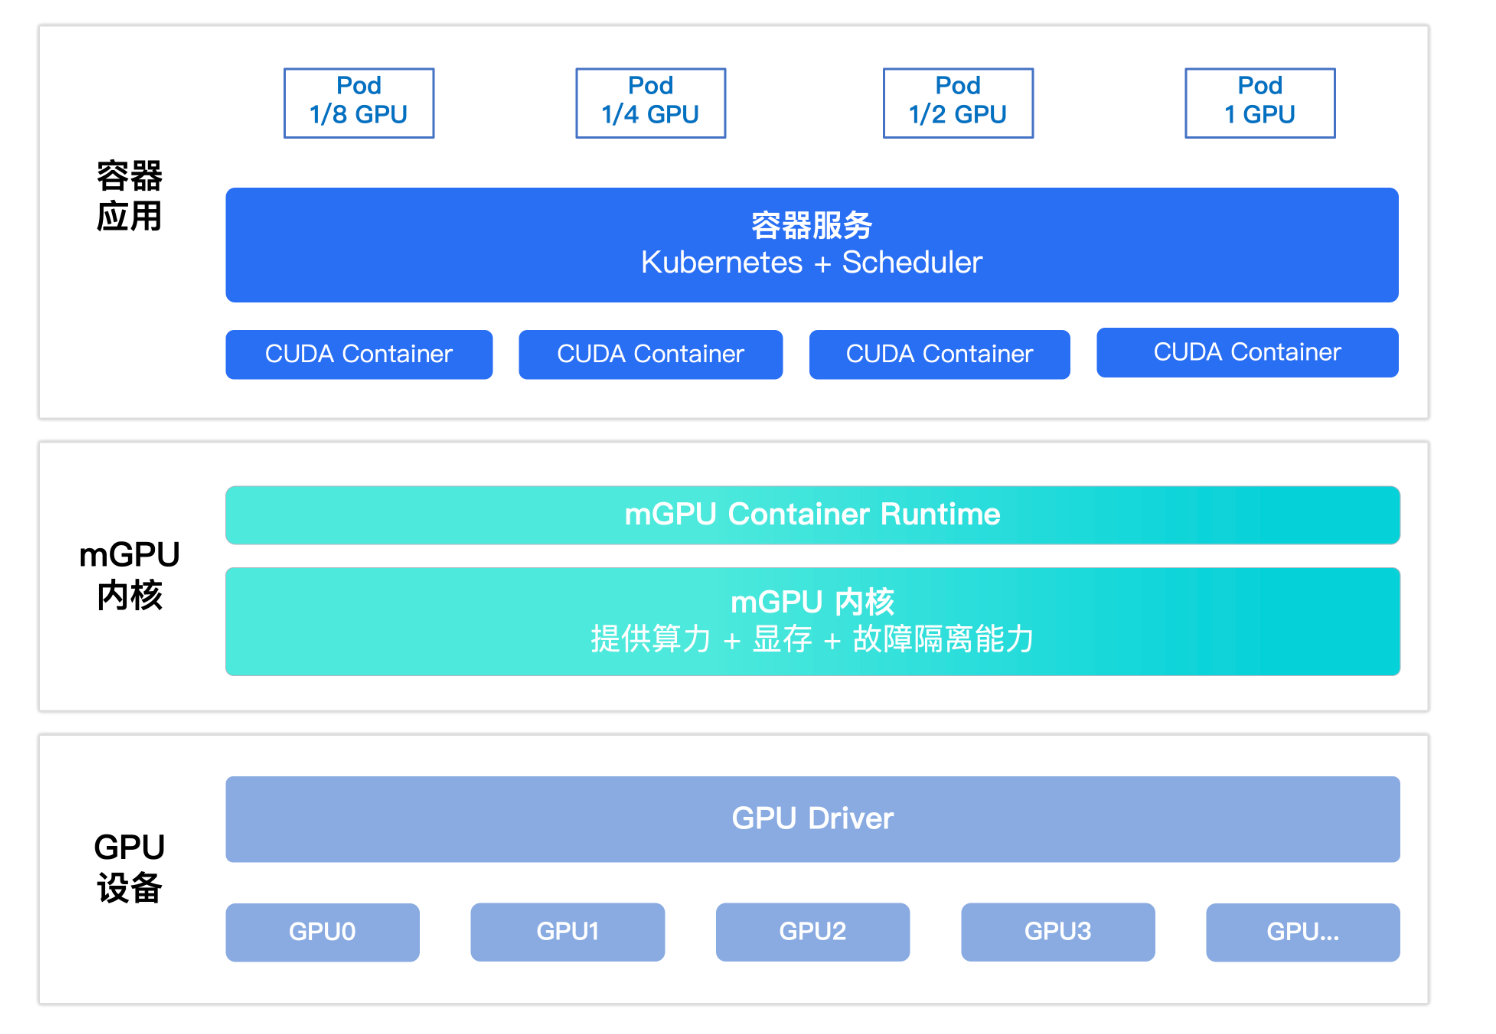 Pod
1/8 GPU
Pod
1/4 GPU
Pod
1/2 GPU
Pod
1 GPU
容器
应用
容器服务
Kubernetes + Scheduler
CUDA Container
CUDA Container
CUDA Container
CUDA Container
mGPU
内核
mGPU Container Runtime
mGPU 内核
提供算力 + 显存 + 故障隔离能力
GPU
设备
GPU Driver
GPU0
GPU1
GPU2
GPU3
GPU...